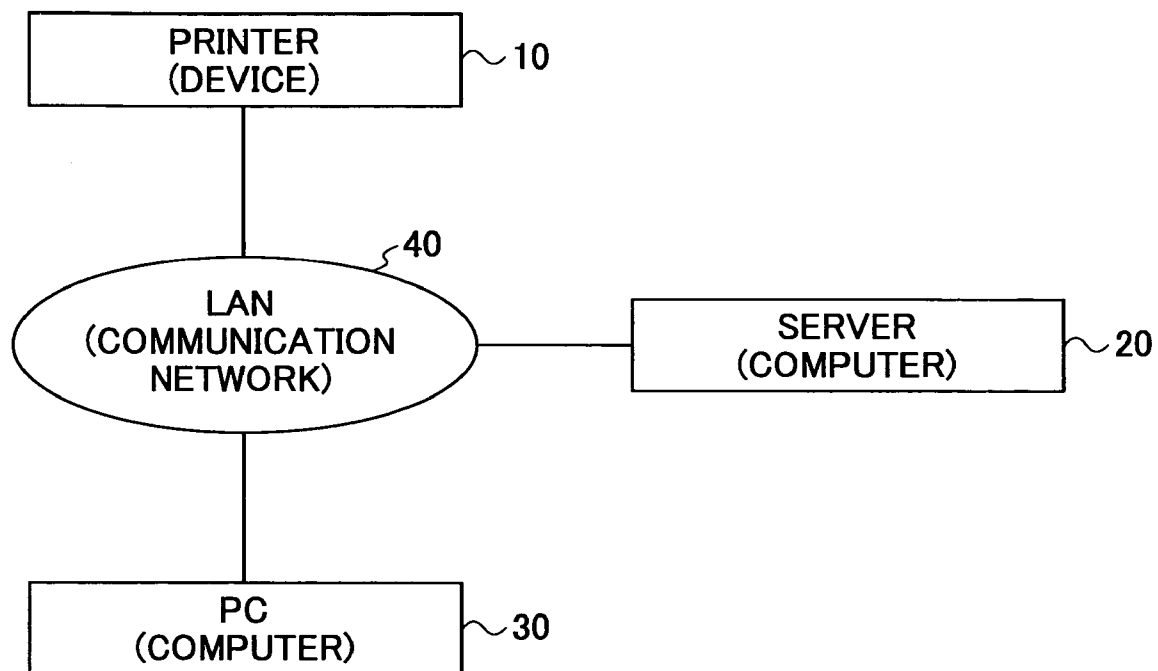 PRINTER
(DEVICE)
10
40
LAN
(COMMUNICATION
NETWORK)
SERVER
(COMPUTER)
20
PC
(COMPUTER)
30